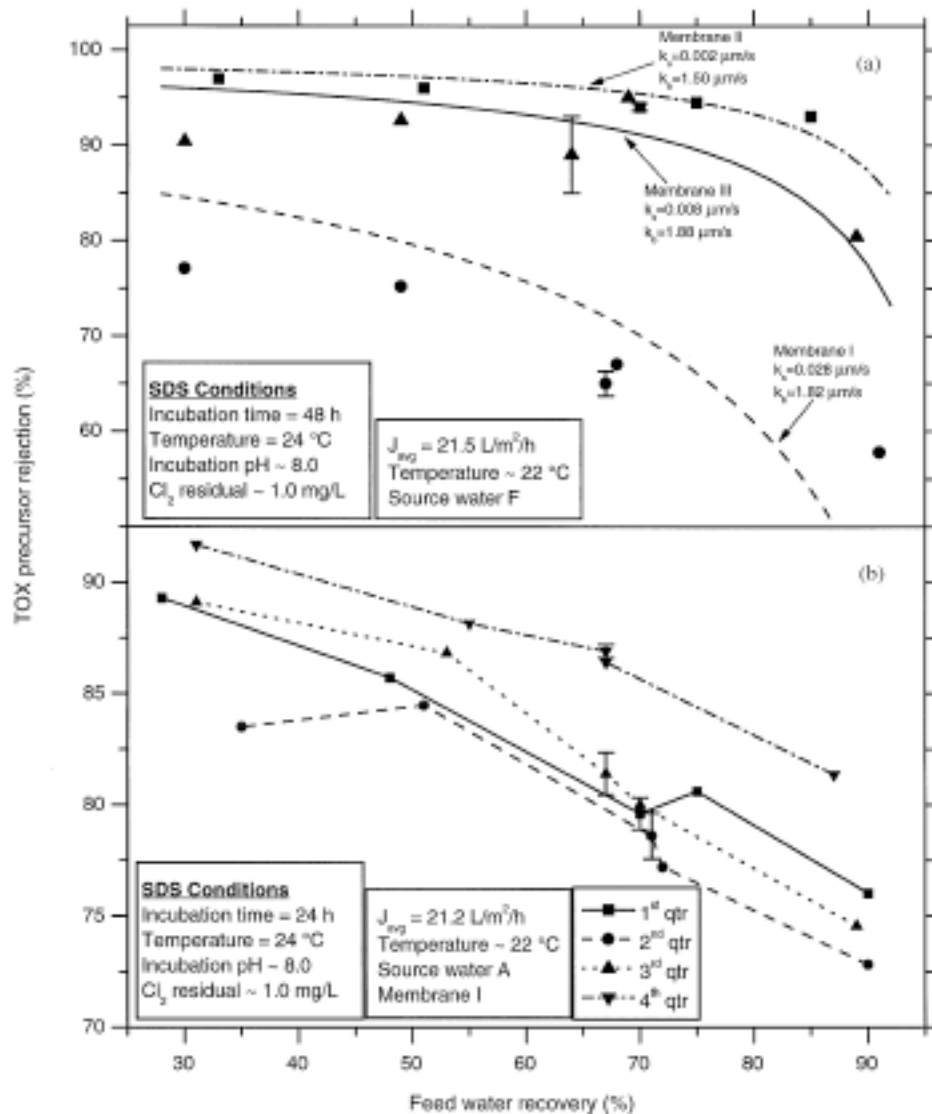 100
90
80
70
60
(a)
Membrane II
kₛ=0.002 µm/s
k_b=1.50 µm/s
Membrane III
kₛ=0.008 µm/s
k_b=1.88 µm/s
Membrane I
kₛ=0.028 µm/s
k_b=1.82 µm/s
SDS Conditions
Incubation time = 48 h
Temperature = 24 °C
Incubation pH ~ 8.0
Cl₂ residual ~ 1.0 mg/L
J_avg = 21.5 L/m²/h
Temperature ~ 22 °C
Source water F
TOX precursor rejection (%)
90
85
80
75
70
(b)
SDS Conditions
Incubation time = 24 h
Temperature = 24 °C
Incubation pH ~ 8.0
Cl₂ residual ~ 1.0 mg/L
J_avg = 21.2 L/m²/h
Temperature ~ 22 °C
Source water A
Membrane I
1ˢᵗ qtr
2ⁿᵈ qtr
3ʳᵈ qtr
4ᵗʰ qtr
30 40 50 60 70 80 90
Feed water recovery (%)